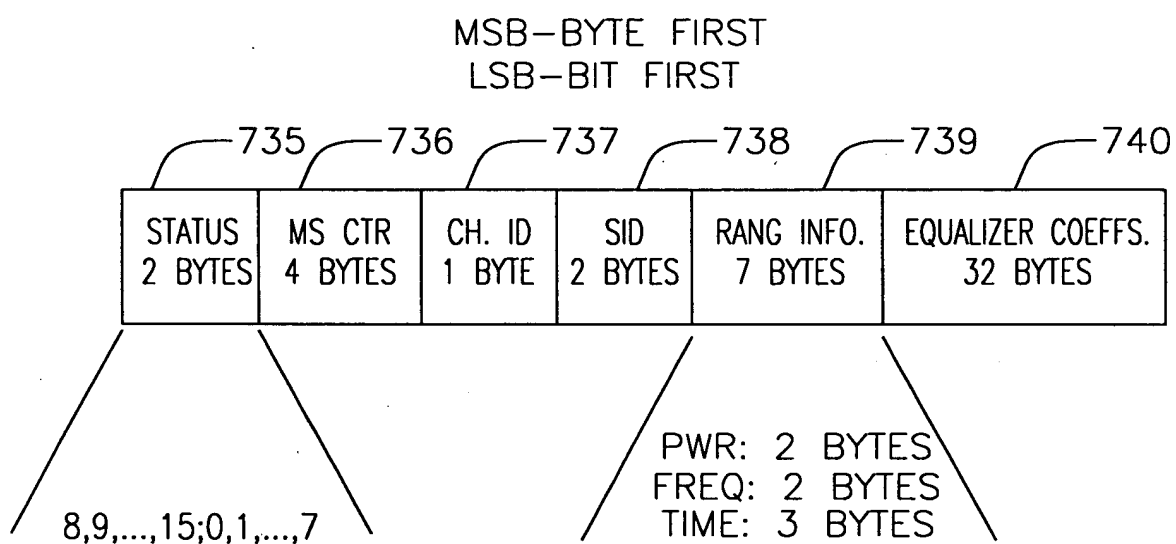 MSB-BYTE FIRST
LSB-BIT FIRST
735 736 737 738 739 740
STATUS 2 BYTES
MS CTR 4 BYTES
CH. ID 1 BYTE
SID 2 BYTES
RANG INFO. 7 BYTES
EQUALIZER COEFFS. 32 BYTES
8,9,...,15;0,1,...,7
PWR: 2 BYTES
FREQ: 2 BYTES
TIME: 3 BYTES